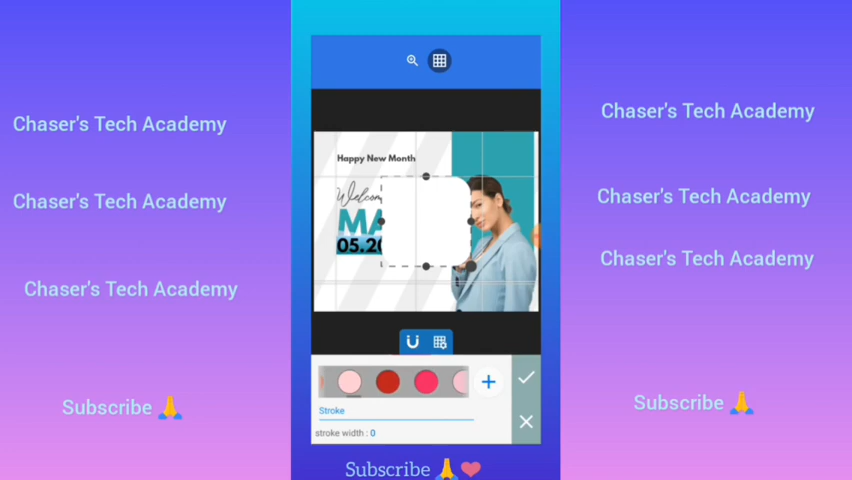 Chaser's Tech Academy
Chaser's Tech Academy
Chaser's Tech Academy
Subscribe 🙏
Happy New Month
Welcom
MA
05.20
Stroke
stroke width : 0
Subscribe 🙏❤
Chaser's Tech Academy
Chaser's Tech Academy
Chaser's Tech Academy
Subscribe 🙏